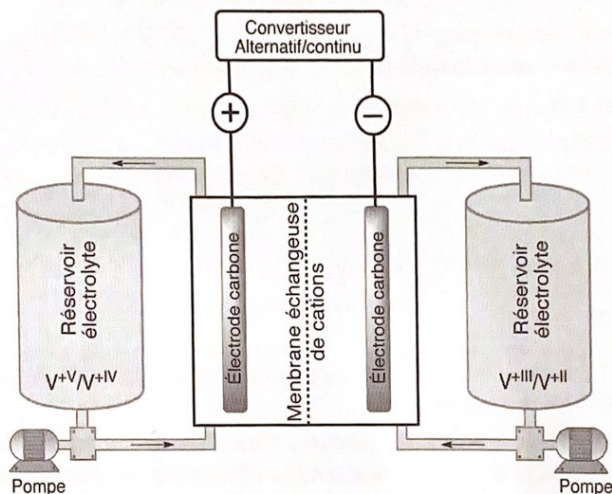 Convertisseur
Alternatif/continu
+
−
Réservoir
électrolyte
V+V/V+IV
Électrode carbone
Menbrane échangeuse
de cations
Électrode carbone
Réservoir
électrolyte
V+III/V+II
Pompe
Pompe